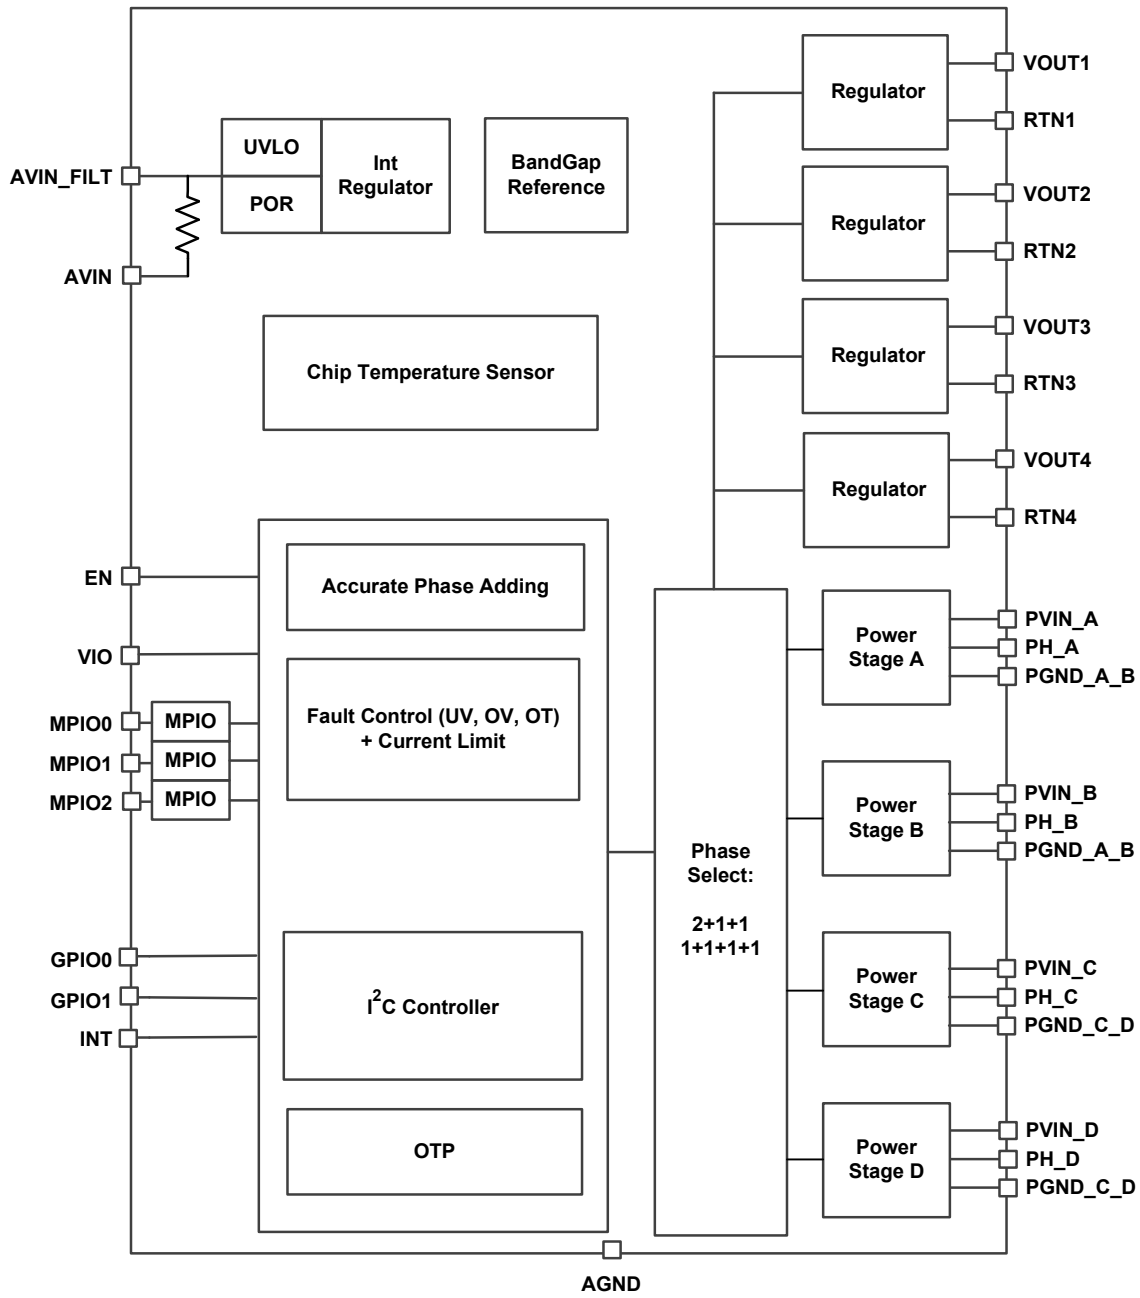 AVIN_FILT
AVIN
UVLO
POR
Int
Regulator
BandGap
Reference
Chip Temperature Sensor
Regulator
VOUT1
RTN1
Regulator
VOUT2
RTN2
Regulator
VOUT3
RTN3
Regulator
VOUT4
RTN4
EN
VIO
MPIO0
MPIO
MPIO1
MPIO
MPIO2
MPIO
GPIO0
GPIO1
INT
Accurate Phase Adding
Fault Control (UV, OV, OT)
+ Current Limit
I²C Controller
OTP
Phase
Select:
2+1+1
1+1+1+1
Power
Stage A
PVIN_A
PH_A
PGND_A_B
Power
Stage B
PVIN_B
PH_B
PGND_A_B
Power
Stage C
PVIN_C
PH_C
PGND_C_D
Power
Stage D
PVIN_D
PH_D
PGND_C_D
AGND